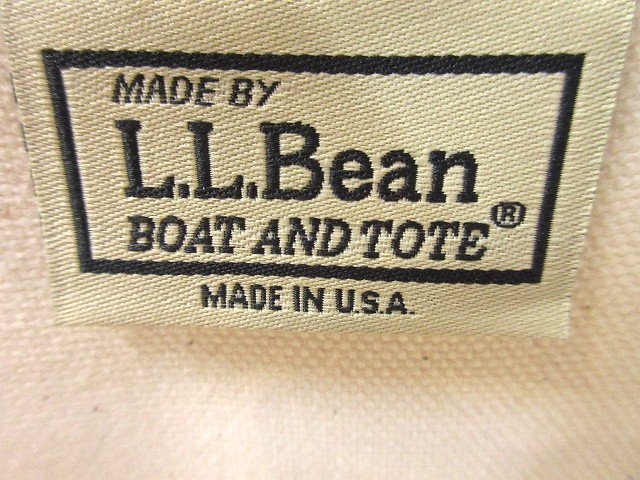 MADE BY
L.L.Bean
BOAT AND TOTE®
MADE IN U.S.A.